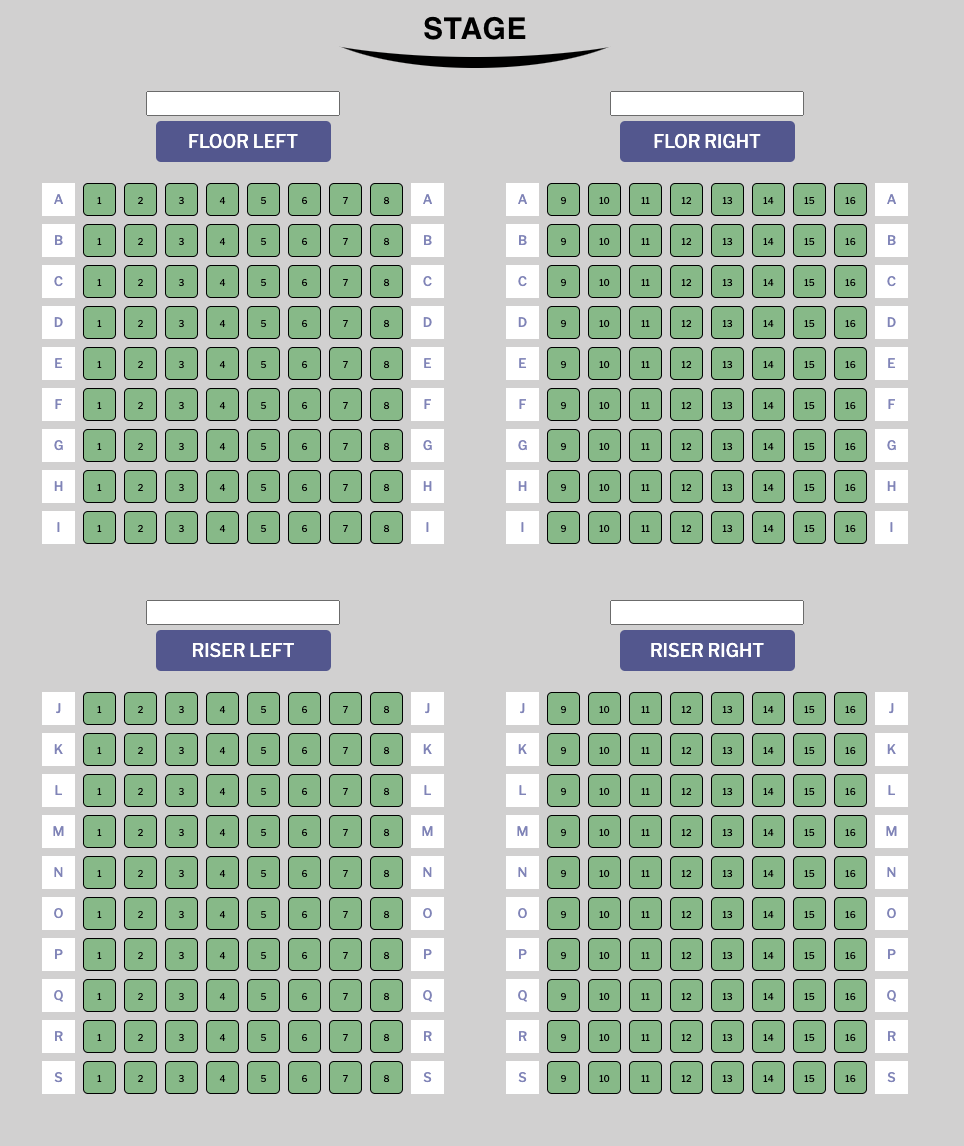 STAGE
FLOOR LEFT FLOR RIGHT
A 1 2 3 4 5 6 7 8 A A 9 10 11 12 13 14 15 16 A
B 1 2 3 4 5 6 7 8 B B 9 10 11 12 13 14 15 16 B
C 1 2 3 4 5 6 7 8 C C 9 10 11 12 13 14 15 16 C
D 1 2 3 4 5 6 7 8 D D 9 10 11 12 13 14 15 16 D
E 1 2 3 4 5 6 7 8 E E 9 10 11 12 13 14 15 16 E
F 1 2 3 4 5 6 7 8 F F 9 10 11 12 13 14 15 16 F
G 1 2 3 4 5 6 7 8 G G 9 10 11 12 13 14 15 16 G
H 1 2 3 4 5 6 7 8 H H 9 10 11 12 13 14 15 16 H
I 1 2 3 4 5 6 7 8 I I 9 10 11 12 13 14 15 16 I
RISER LEFT RISER RIGHT
J 1 2 3 4 5 6 7 8 J J 9 10 11 12 13 14 15 16 J
K 1 2 3 4 5 6 7 8 K K 9 10 11 12 13 14 15 16 K
L 1 2 3 4 5 6 7 8 L L 9 10 11 12 13 14 15 16 L
M 1 2 3 4 5 6 7 8 M M 9 10 11 12 13 14 15 16 M
N 1 2 3 4 5 6 7 8 N N 9 10 11 12 13 14 15 16 N
O 1 2 3 4 5 6 7 8 O O 9 10 11 12 13 14 15 16 O
P 1 2 3 4 5 6 7 8 P P 9 10 11 12 13 14 15 16 P
Q 1 2 3 4 5 6 7 8 Q Q 9 10 11 12 13 14 15 16 Q
R 1 2 3 4 5 6 7 8 R R 9 10 11 12 13 14 15 16 R
S 1 2 3 4 5 6 7 8 S S 9 10 11 12 13 14 15 16 S